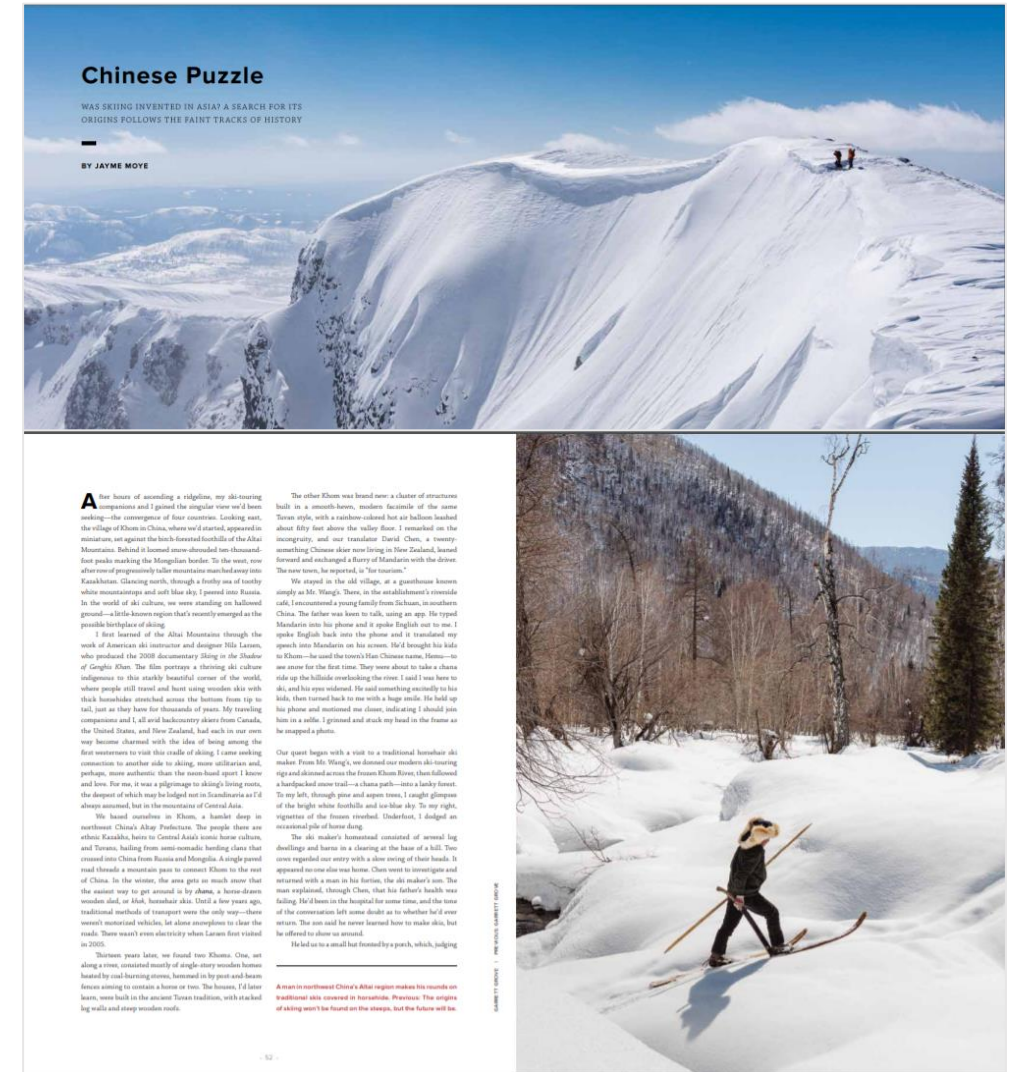 Chinese Puzzle
WAS SKIING INVENTED IN ASIA? A SEARCH FOR ITS
ORIGINS FOLLOWS THE FAINT TRACKS OF HISTORY
BY JAYME MOYE
After hours of ascending a ridgeline, my ski-touring
companions and I gained the singular view we'd been
seeking—the convergence of four countries. Looking east,
the village of Khom in China, where we'd started, appeared in
miniature, set against the birch-forested foothills of the Altai
Mountains. Behind it loomed snow-shrouded ten-thousand-
foot peaks marking the Mongolian border. To the west, row
after row of progressively taller mountains marched away into
Kazakhstan. Glancing north, through a frothy sea of toothy
white mountaintops and soft blue sky, I peered into Russia.
In the world of ski culture, we were standing on hallowed
ground—a little-known region that's recently emerged as the
possible birthplace of skiing.
I first learned of the Altai Mountains through the
work of American ski instructor and designer Nils Larsen,
who produced the 2008 documentary Skiing in the Shadow
of Genghis Khan. The film portrays a thriving ski culture
indigenous to this starkly beautiful corner of the world,
where people still travel and hunt using wooden skis with
thick horsehides stretched across the bottom from tip to
tail, just as they have for thousands of years. My traveling
companions and I, all avid backcountry skiers from Canada,
the United States, and New Zealand, had each in our own
way become charmed with the idea of being among the
first westerners to visit this cradle of skiing. I came seeking
connection to another side to skiing, more utilitarian and,
perhaps, more authentic than the neon-hued sport I know
and love. For me, it was a pilgrimage to skiing's living roots,
the deepest of which may be lodged not in Scandinavia as I'd
always assumed, but in the mountains of Central Asia.
We based ourselves in Khom, a hamlet deep in
northwest China's Altay Prefecture. The people there are
ethnic Kazakhs, heirs to Central Asia's iconic horse culture,
and Tuvans, hailing from semi-nomadic herding clans that
crossed into China from Russia and Mongolia. A single paved
road threads a mountain pass to connect Khom to the rest
of China. In the winter, the area gets so much snow that
the easiest way to get around is by chana, a horse-drawn
wooden sled, or khok, horsehair skis. Until a few years ago,
traditional methods of transport were the only way—there
weren't motorized vehicles, let alone snowplows to clear the
roads. There wasn't even electricity when Larsen first visited
in 2005.
Thirteen years later, we found two Khoms. One, set
along a river, consisted mostly of single-story wooden homes
heated by coal-burning stoves, hemmed in by post-and-beam
fences aiming to contain a horse or two. The houses, I'd later
learn, were built in the ancient Tuvan tradition, with stacked
log walls and steep wooden roofs.
The other Khom was brand new: a cluster of structures
built in a smooth-hewn, modern facsimile of the same
Tuvan style, with a rainbow-colored hot air balloon leashed
about fifty feet above the valley floor. I remarked on the
incongruity, and our translator David Chen, a twenty-
something Chinese skier now living in New Zealand, leaned
forward and exchanged a flurry of Mandarin with the driver.
The new town, he reported, is "for tourism."
We stayed in the old village, at a guesthouse known
simply as Mr. Wang's. There, in the establishment's riverside
café, I encountered a young family from Sichuan, in southern
China. The father was keen to talk, using an app. He typed
Mandarin into his phone and it spoke English out to me. I
spoke English back into the phone and it translated my
speech into Mandarin on his screen. He'd brought his kids
to Khom—he used the town's Han Chinese name, Hemu—to
see snow for the first time. They were about to take a chana
ride up the hillside overlooking the river. I said I was here to
ski, and his eyes widened. He said something excitedly to his
kids, then turned back to me with a huge smile. He held up
his phone and motioned me closer, indicating I should join
him in a selfie. I grinned and stuck my head in the frame as
he snapped a photo.
Our quest began with a visit to a traditional horsehair ski
maker. From Mr. Wang's, we donned our modern ski-touring
rigs and skinned across the frozen Khom River, then followed
a hardpacked snow trail—a chana path—into a lanky forest.
To my left, through pine and aspen trees, I caught glimpses
of the bright white foothills and ice-blue sky. To my right,
vignettes of the frozen riverbed. Underfoot, I dodged an
occasional pile of horse dung.
The ski maker's homestead consisted of several log
dwellings and barns in a clearing at the base of a hill. Two
cows regarded our entry with a slow swing of their heads. It
appeared no one else was home. Chen went to investigate and
returned with a man in his forties, the ski maker's son. The
man explained, through Chen, that his father's health was
failing. He'd been in the hospital for some time, and the tone
of the conversation left some doubt as to whether he'd ever
return. The son said he never learned how to make skis, but
he offered to show us around.
He led us to a small hut fronted by a porch, which, judging
A man in northwest China's Altai region makes his rounds on
traditional skis covered in horsehide. Previous: The origins
of skiing won't be found on the steeps, but the future will be.
GARRETT GROVE | PREVIOUS: GARRETT GROVE
- 52 -